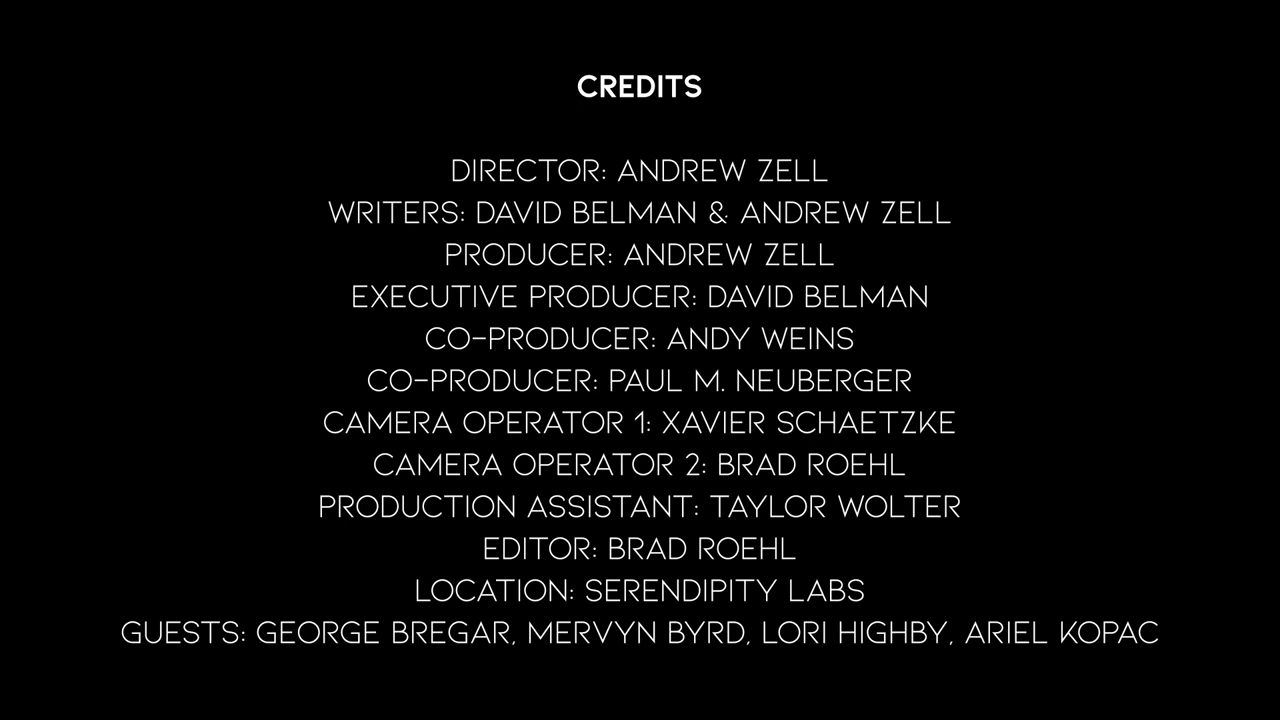 CREDITS
DIRECTOR: ANDREW ZELL
WRITERS: DAVID BELMAN & ANDREW ZELL
PRODUCER: ANDREW ZELL
EXECUTIVE PRODUCER: DAVID BELMAN
CO-PRODUCER: ANDY WEINS
CO-PRODUCER: PAUL M. NEUBERGER
CAMERA OPERATOR 1: XAVIER SCHAETZKE
CAMERA OPERATOR 2: BRAD ROEHL
PRODUCTION ASSISTANT: TAYLOR WOLTER
EDITOR: BRAD ROEHL
LOCATION: SERENDIPITY LABS
GUESTS: GEORGE BREGAR, MERVYN BYRD, LORI HIGHBY, ARIEL KOPAC